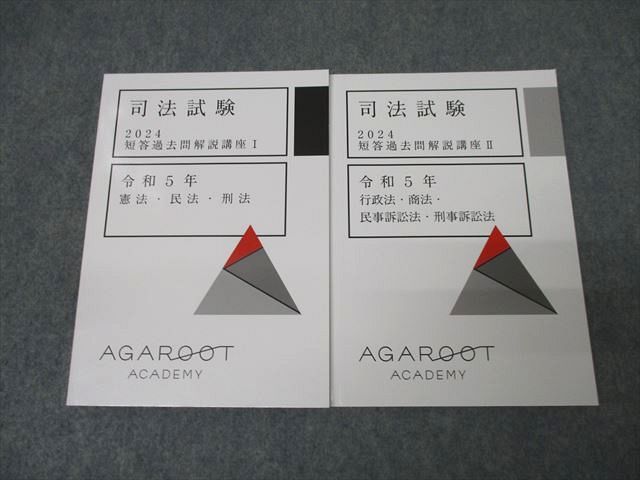 司法試験
2024
短答過去問解説講座Ⅰ
令和5年
憲法・民法・刑法
AGAROOT
ACADEMY
司法試験
2024
短答過去問解説講座Ⅱ
令和5年
行政法・商法・
民事訴訟法・刑事訴訟法
AGAROOT
ACADEMY